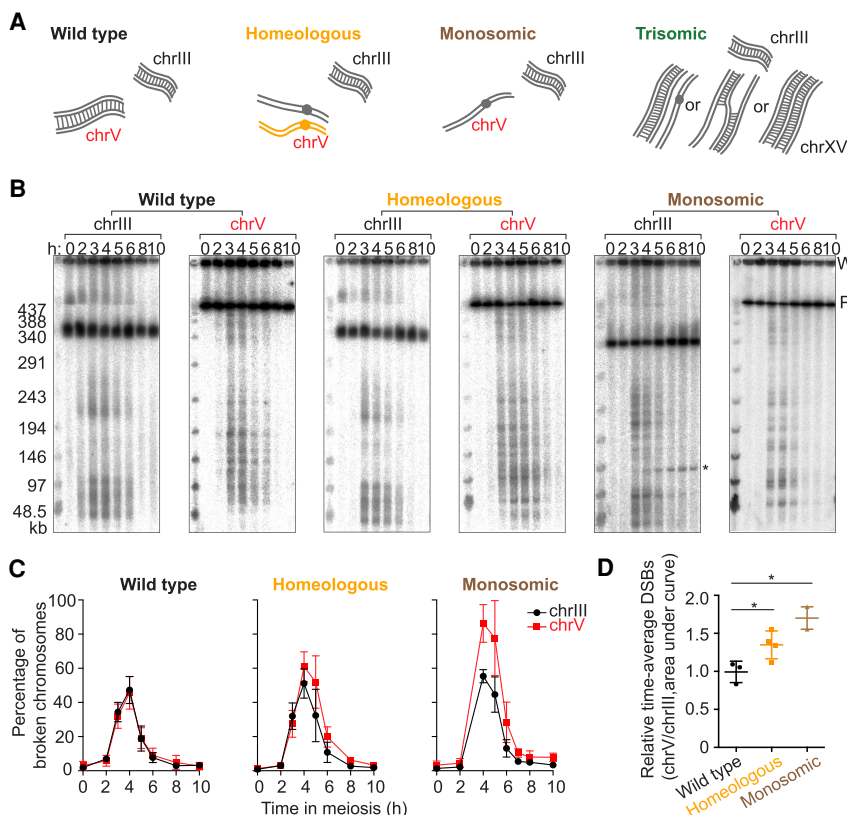 A
Wild type
Homeologous
Monosomic
Trisomic
chrIII
chrIII
chrIII
chrIII
chrV
chrV
chrV
or
or
chrXV
B
Wild type
Homeologous
Monosomic
chrIII
chrV
chrIII
chrV
chrIII
chrV
h: 0 2 3 4 5 6 8 10
0 2 3 4 5 6 8 10
0 2 3 4 5 6 8 10
0 2 3 4 5 6 8 10
0 2 3 4 5 6 8 10
0 2 3 4 5 6 8 10
W
P
437
388
340
291
243
194
146
97
48.5
kb
*
C
Wild type
Homeologous
Monosomic
Percentage of
broken chromosomes
100
80
60
40
20
0
chrIII
chrV
0 2 4 6 8 10
0 2 4 6 8 10
0 2 4 6 8 10
Time in meiosis (h)
D
Relative time-average DSBs
(chrV/chrIII,area under curve)
2.0
1.5
1.0
0.5
0
*
*
Wild type
Homeologous
Monosomic